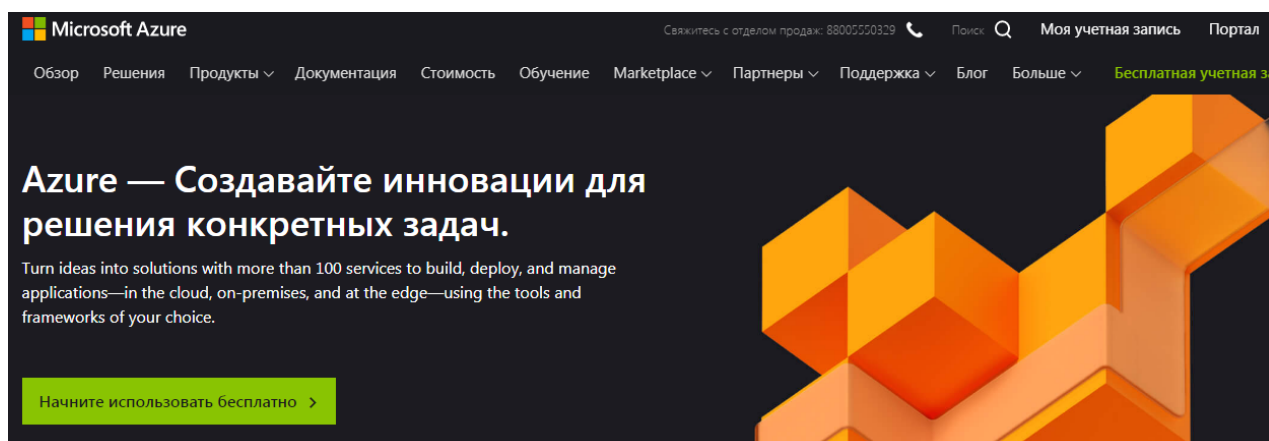 Microsoft Azure
Свяжитесь с отделом продаж: 88005550329
Поиск
Моя учетная запись
Портал
Обзор Решения Продукты Документация Стоимость Обучение Marketplace Партнеры Поддержка Блог Больше Бесплатная учетная
Azure — Создавайте инновации для
решения конкретных задач.
Turn ideas into solutions with more than 100 services to build, deploy, and manage
applications—in the cloud, on-premises, and at the edge—using the tools and
frameworks of your choice.
Начните использовать бесплатно >